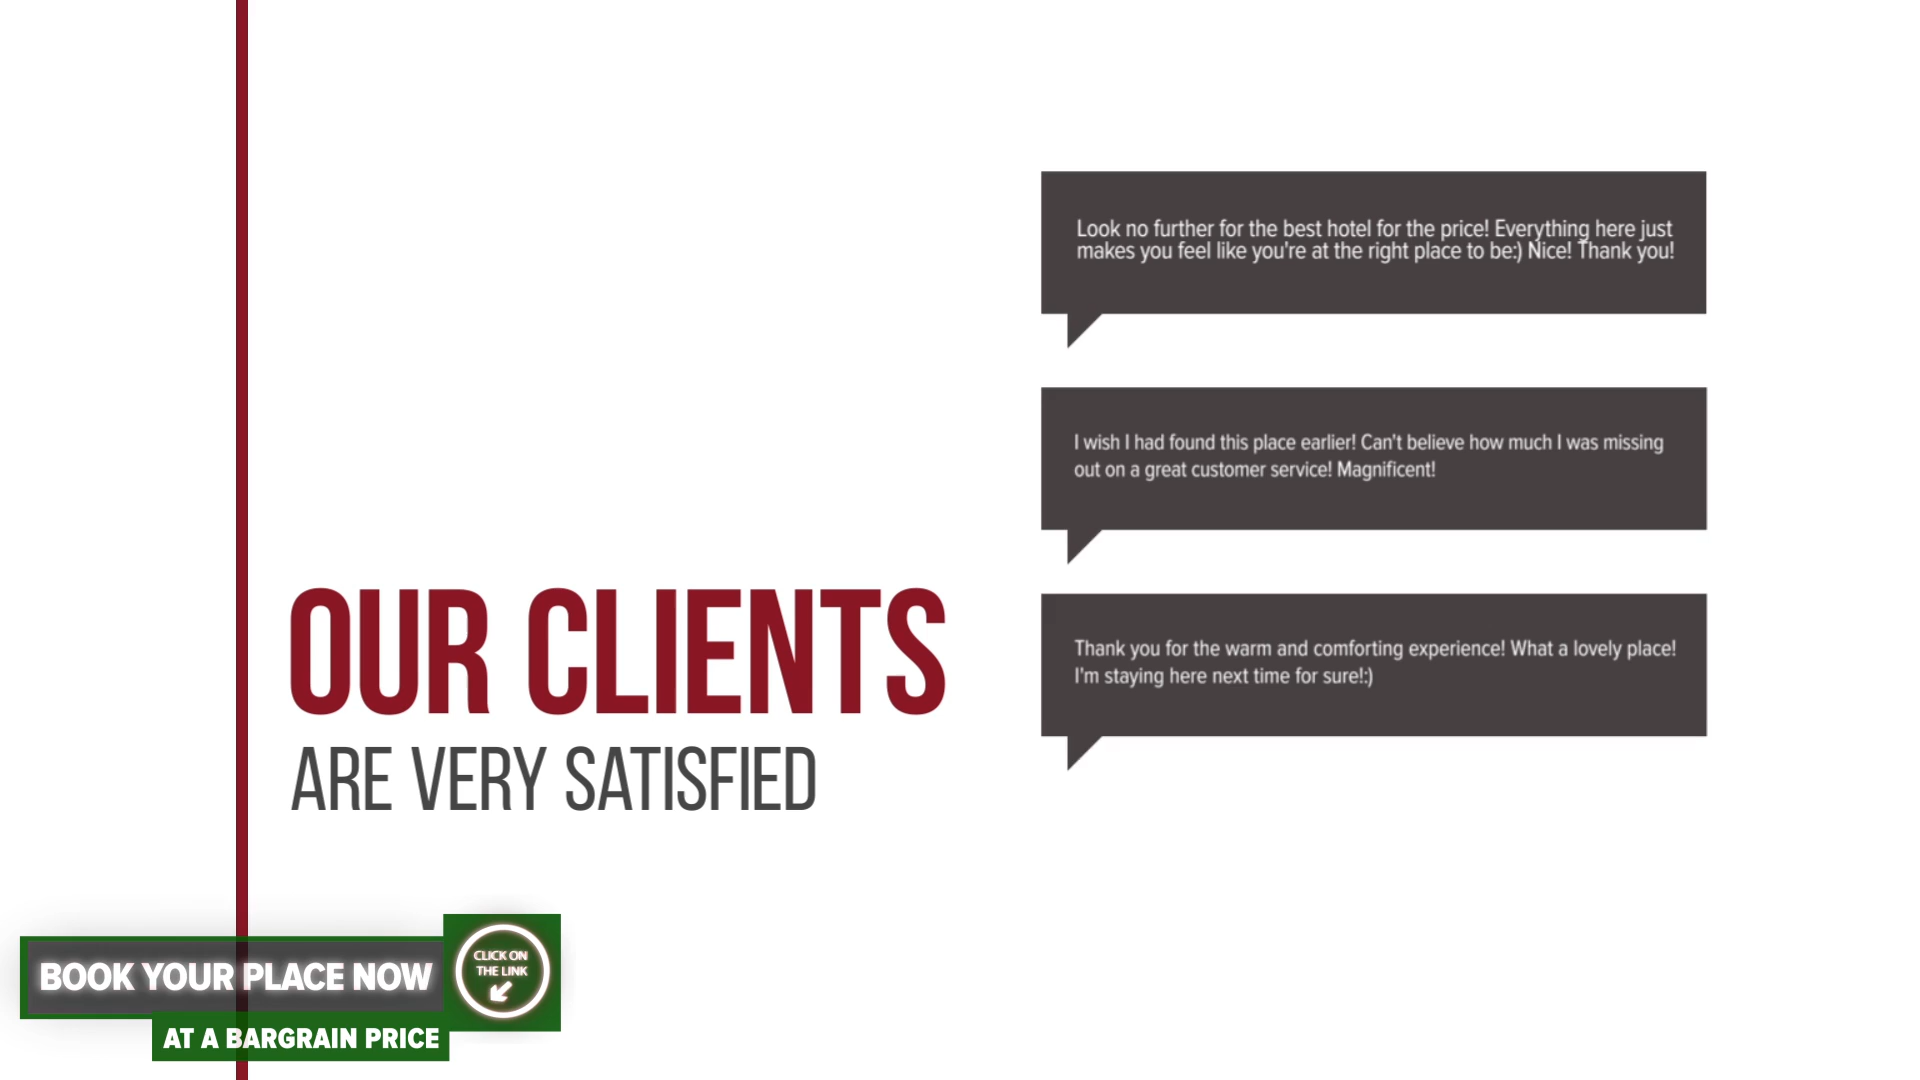 Look no further for the best hotel for the price! Everything here just
makes you feel like you're at the right place to be:) Nice! Thank you!
I wish I had found this place earlier! Can't believe how much I was missing
out on a great customer service! Magnificent!
Thank you for the warm and comforting experience! What a lovely place!
I'm staying here next time for sure!:)
OUR CLIENTS
ARE VERY SATISFIED
BOOK YOUR PLACE NOW
CLICK ON
THE LINK
AT A BARGRAIN PRICE